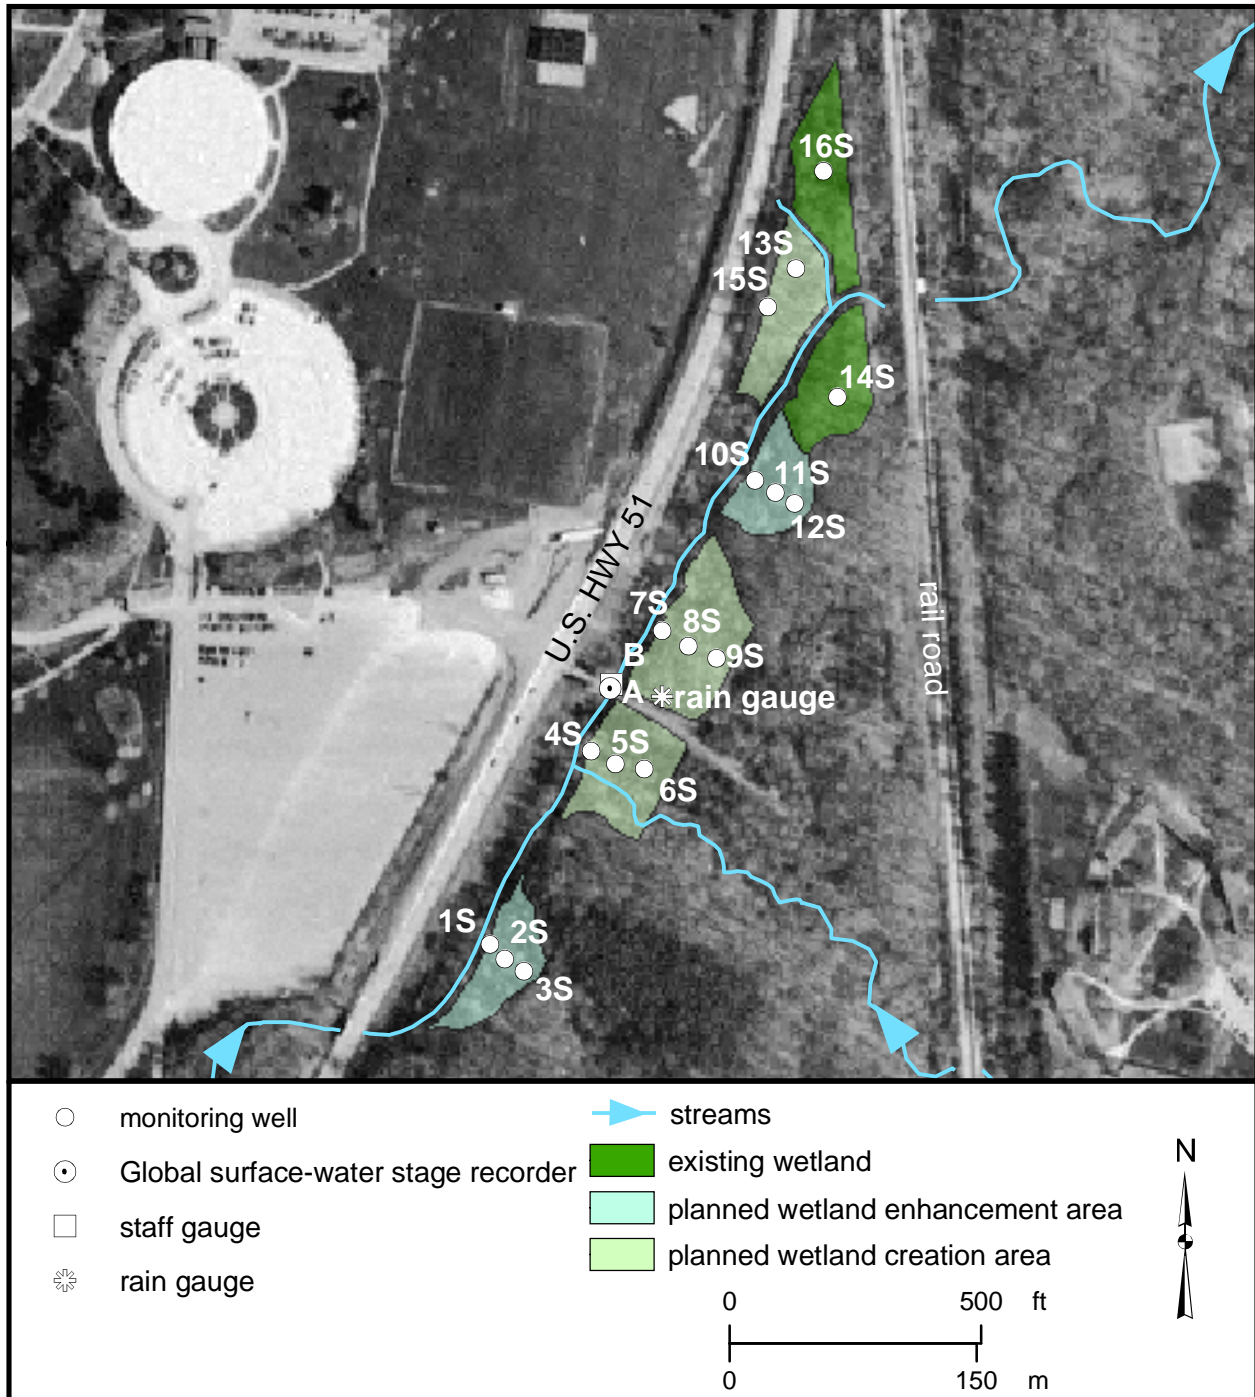 16S
13S
15S
14S
10S
11S
12S
U.S. HWY 51
rail road
7S
8S
9S
B
A
rain gauge
4S
5S
6S
1S
2S
3S
monitoring well
Global surface-water stage recorder
staff gauge
rain gauge
streams
existing wetland
planned wetland enhancement area
planned wetland creation area
N
0 500 ft
0 150 m